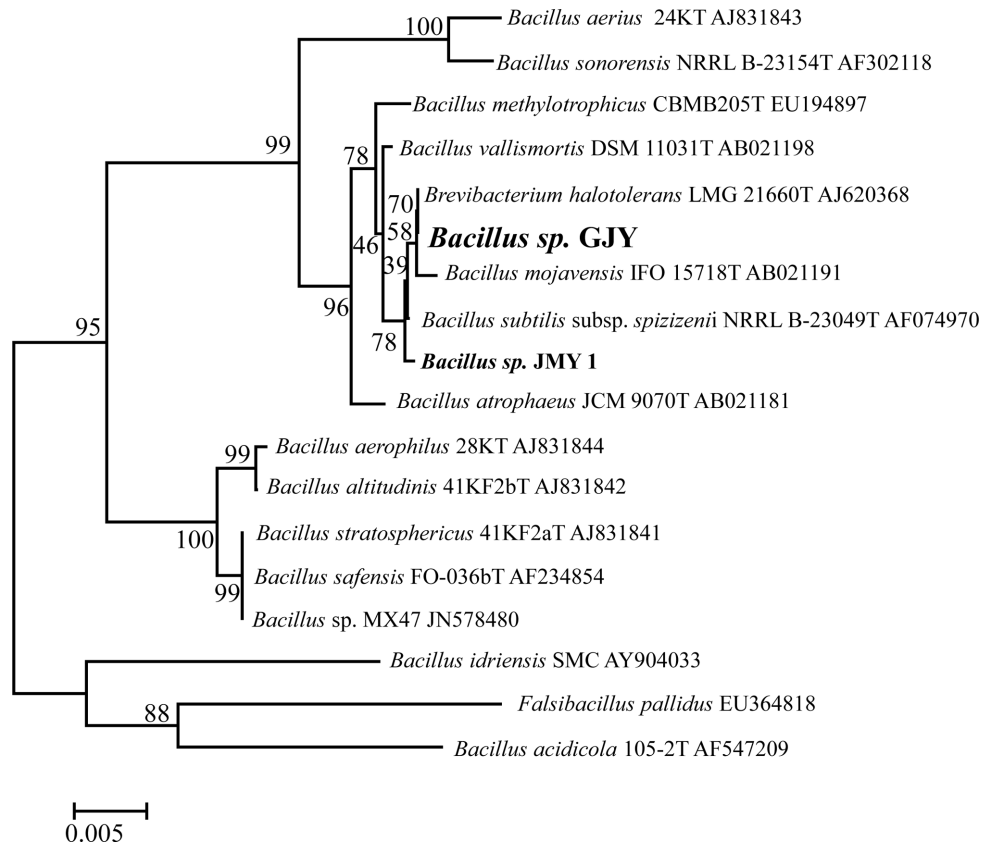 100
Bacillus aerius 24KT AJ831843
Bacillus sonorensis NRRL B-23154T AF302118
Bacillus methylotrophicus CBMB205T EU194897
99
78
Bacillus vallismortis DSM 11031T AB021198
70
Brevibacterium halotolerans LMG 21660T AJ620368
46
58
Bacillus sp. GJY
39
Bacillus mojavensis IFO 15718T AB021191
96
Bacillus subtilis subsp. spizizenii NRRL B-23049T AF074970
95
78
Bacillus sp. JMY 1
Bacillus atrophaeus JCM 9070T AB021181
99
Bacillus aerophilus 28KT AJ831844
Bacillus altitudinis 41KF2bT AJ831842
100
Bacillus stratosphericus 41KF2aT AJ831841
Bacillus safensis FO-036bT AF234854
99
Bacillus sp. MX47 JN578480
Bacillus idriensis SMC AY904033
88
Falsibacillus pallidus EU364818
Bacillus acidicola 105-2T AF547209
0.005